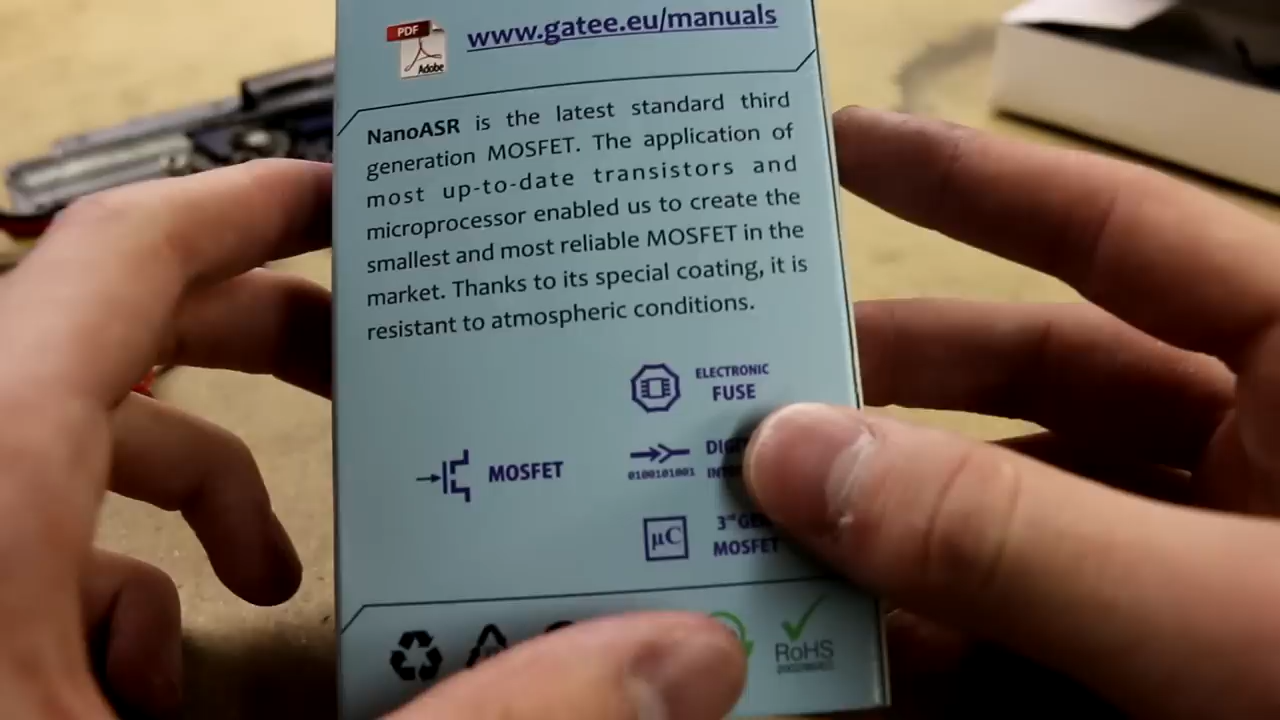 PDF
Adobe
www.gatee.eu/manuals
NanoASR is the latest standard third
generation MOSFET. The application of
most up-to-date transistors and
microprocessor enabled us to create the
smallest and most reliable MOSFET in the
market. Thanks to its special coating, it is
resistant to atmospheric conditions.
ELECTRONIC
FUSE
MOSFET
0100101001
µC
3rd
MOSFET
RoHS